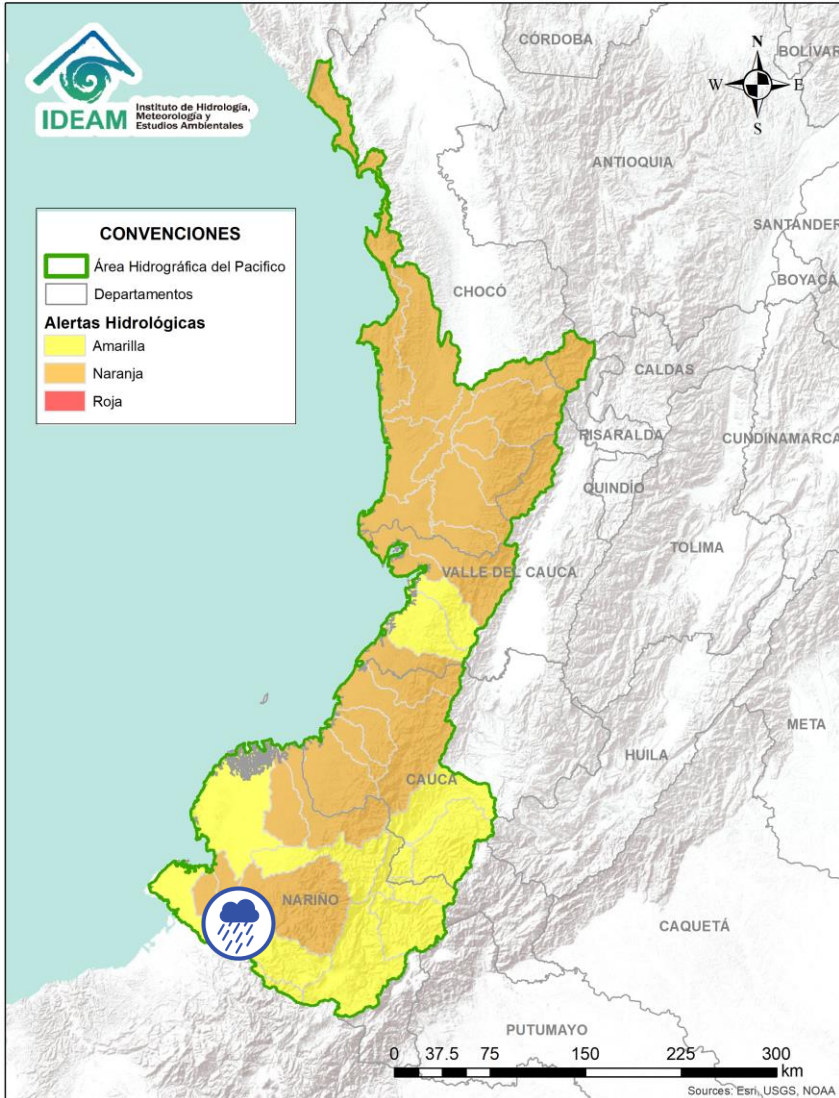 IDEAM
Instituto de Hidrología,
Meteorología y
Estudios Ambientales
N
W
E
S
CÓRDOBA
BOLÍVAR
ANTIOQUIA
SANTANDER
BOYACÁ
CHOCÓ
CALDAS
RISARALDA
CUNDINAMARCA
QUINDÍO
TOLIMA
VALLE DEL CAUCA
META
HUILA
CAUCA
NARIÑO
CAQUETÁ
PUTUMAYO
CONVENCIONES
Área Hidrográfica del Pacifico
Departamentos
Alertas Hidrológicas
Amarilla
Naranja
Roja
0 37.5 75 150 225 300
km
Sources: Esri, USGS, NOAA